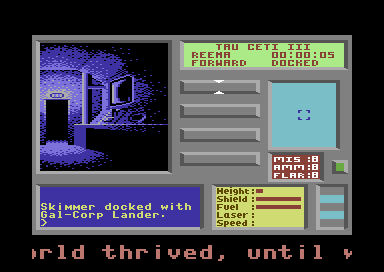 TAU CETI III
REEMA 00:00:05
FORWARD DOCKED
MIS:8
AMM:8
FLAR:8
Height:
Shield:
Fuel :
Laser:
Speed:
Skimmer docked with
Gal-Corp Lander.
>
rld thrived, until